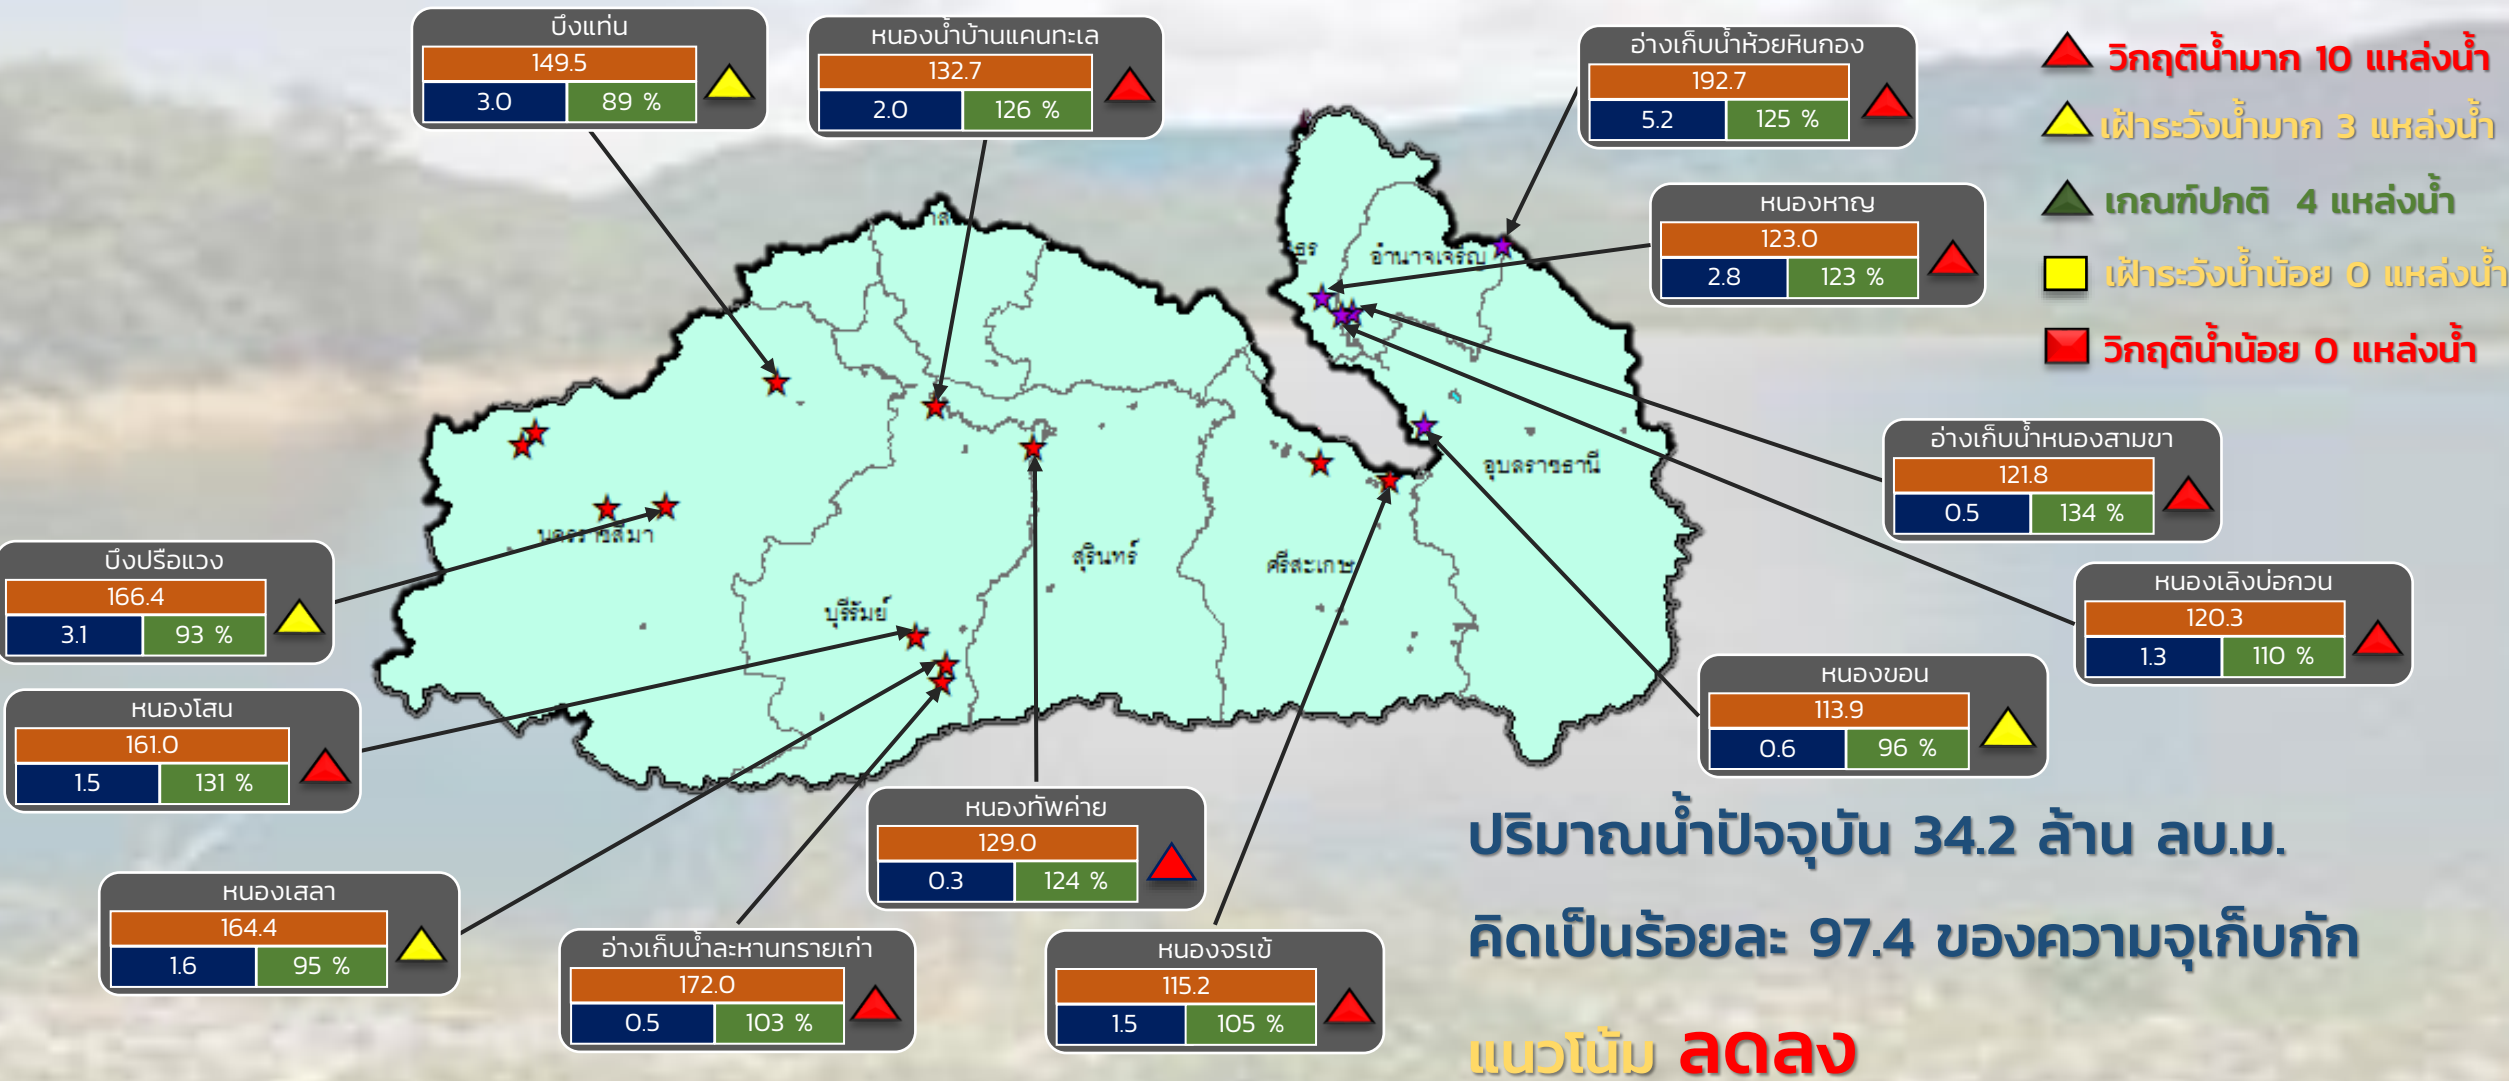 บึงแท่น
149.5
3.0 89 %
หนองน้ำบ้านแคนทะเล
132.7
2.0 126 %
อ่างเก็บน้ำห้วยหินกอง
192.7
5.2 125 %
วิกฤติน้ำมาก 10 แหล่งน้ำ
เฝ้าระวังน้ำมาก 3 แหล่งน้ำ
เกณฑ์ปกติ 4 แหล่งน้ำ
เฝ้าระวังน้ำน้อย 0 แหล่งน้ำ
วิกฤติน้ำน้อย 0 แหล่งน้ำ
หนองหาญ
123.0
2.8 123 %
อำนาจเจริญ
อ่างเก็บน้ำหนองสามขา
121.8
0.5 134 %
อุบลราชธานี
นครราชสีมา
สุรินทร์
ศรีสะเกษ
บุรีรัมย์
บึงปรือแวง
166.4
3.1 93 %
หนองเลิงบ่อกวน
120.3
1.3 110 %
หนองขอน
113.9
0.6 96 %
หนองโสน
161.0
1.5 131 %
หนองทัพค่าย
129.0
0.3 124 %
หนองเสลา
164.4
1.6 95 %
อ่างเก็บน้ำละหานทรายเก่า
172.0
0.5 103 %
หนองจรเข้
115.2
1.5 105 %
ปริมาณน้ำปัจจุบัน 34.2 ล้าน ลบ.ม.
คิดเป็นร้อยละ 97.4 ของความจุเก็บกัก
แนวโน้ม ลดลง